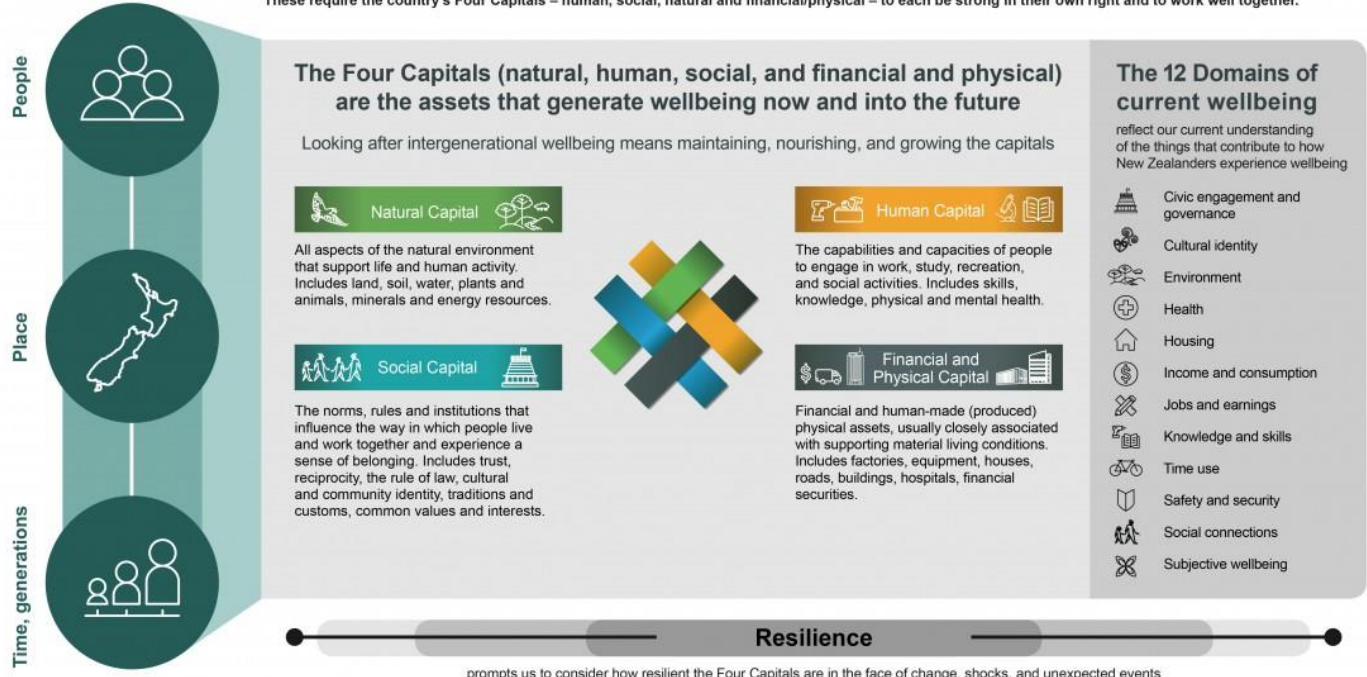 These require the country's Four Capitals – human, social, natural and financial/physical – to each be strong in their own right and to work well together.
People
Place
Time, generations
The Four Capitals (natural, human, social, and financial and physical)
are the assets that generate wellbeing now and into the future
Looking after intergenerational wellbeing means maintaining, nourishing, and growing the capitals
Natural Capital
All aspects of the natural environment
that support life and human activity.
Includes land, soil, water, plants and
animals, minerals and energy resources.
Human Capital
The capabilities and capacities of people
to engage in work, study, recreation,
and social activities. Includes skills,
knowledge, physical and mental health.
Social Capital
The norms, rules and institutions that
influence the way in which people live
and work together and experience a
sense of belonging. Includes trust,
reciprocity, the rule of law, cultural
and community identity, traditions and
customs, common values and interests.
Financial and
Physical Capital
Financial and human-made (produced)
physical assets, usually closely associated
with supporting material living conditions.
Includes factories, equipment, houses,
roads, buildings, hospitals, financial
securities.
The 12 Domains of
current wellbeing
reflect our current understanding
of the things that contribute to how
New Zealanders experience wellbeing
Civic engagement and
governance
Cultural identity
Environment
Health
Housing
Income and consumption
Jobs and earnings
Knowledge and skills
Time use
Safety and security
Social connections
Subjective wellbeing
Resilience
prompts us to consider how resilient the Four Capitals are in the face of change, shocks, and unexpected events